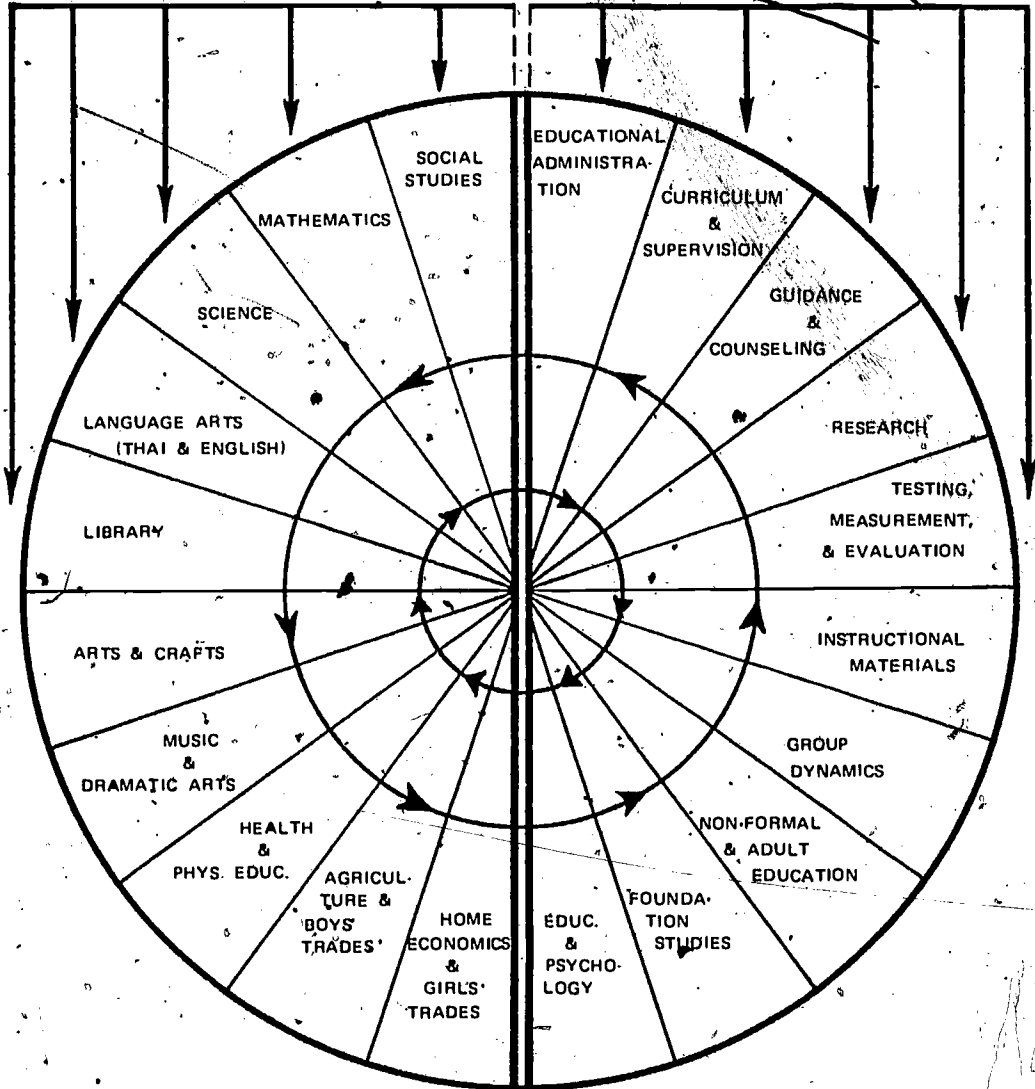 SOCIAL
STUDIES
MATHEMATICS
SCIENCE
LANGUAGE ARTS
(THAI & ENGLISH)
LIBRARY
ARTS & CRAFTS
MUSIC
&
DRAMATIC ARTS
HEALTH
&
PHYS. EDUC.
AGRICUL-
TURE &
BOYS'
TRADES
HOME
ECONOMICS
&
GIRLS'
TRADES
EDUCATIONAL
ADMINISTRA-
TION
CURRICULUM
&
SUPERVISION
GUIDANCE
&
COUNSELING
RESEARCH
TESTING,
MEASUREMENT,
& EVALUATION
INSTRUCTIONAL
MATERIALS
GROUP
DYNAMICS
NON-FORMAL
& ADULT
EDUCATION
FOUNDA-
TION
STUDIES
EDUC.
&
PSYCHO-
LOGY